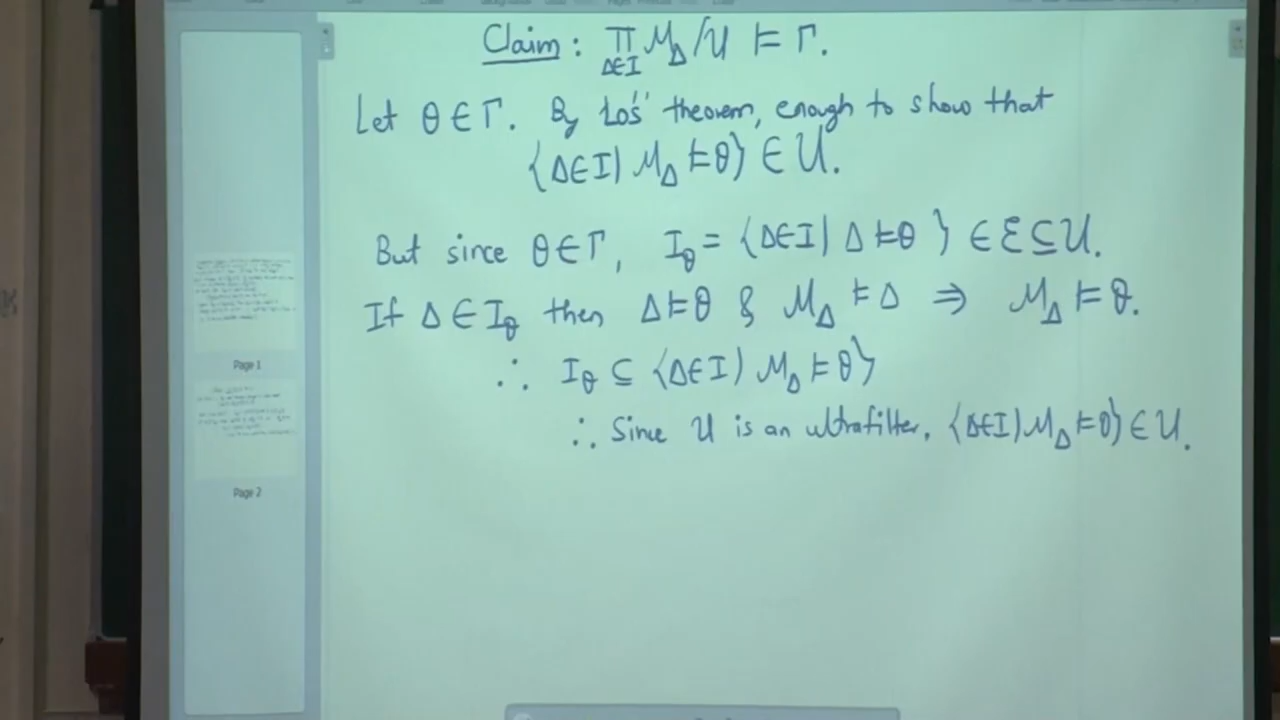 Claim : ∏_{Δ∈I} M_Δ / U ⊨ Γ.
Let θ ∈ Γ. By Łoś' theorem, enough to show that
{Δ∈I | M_Δ ⊨ θ} ∈ U.
But since θ ∈ Γ, I_θ = {Δ∈I | Δ ⊨ θ} ∈ E ⊆ U.
If Δ ∈ I_θ then Δ ⊨ θ & M_Δ ⊨ Δ ⇒ M_Δ ⊨ θ.
∴ I_θ ⊆ {Δ∈I | M_Δ ⊨ θ}
∴ Since U is an ultrafilter, {Δ∈I | M_Δ ⊨ θ} ∈ U.
Page 1
Page 2